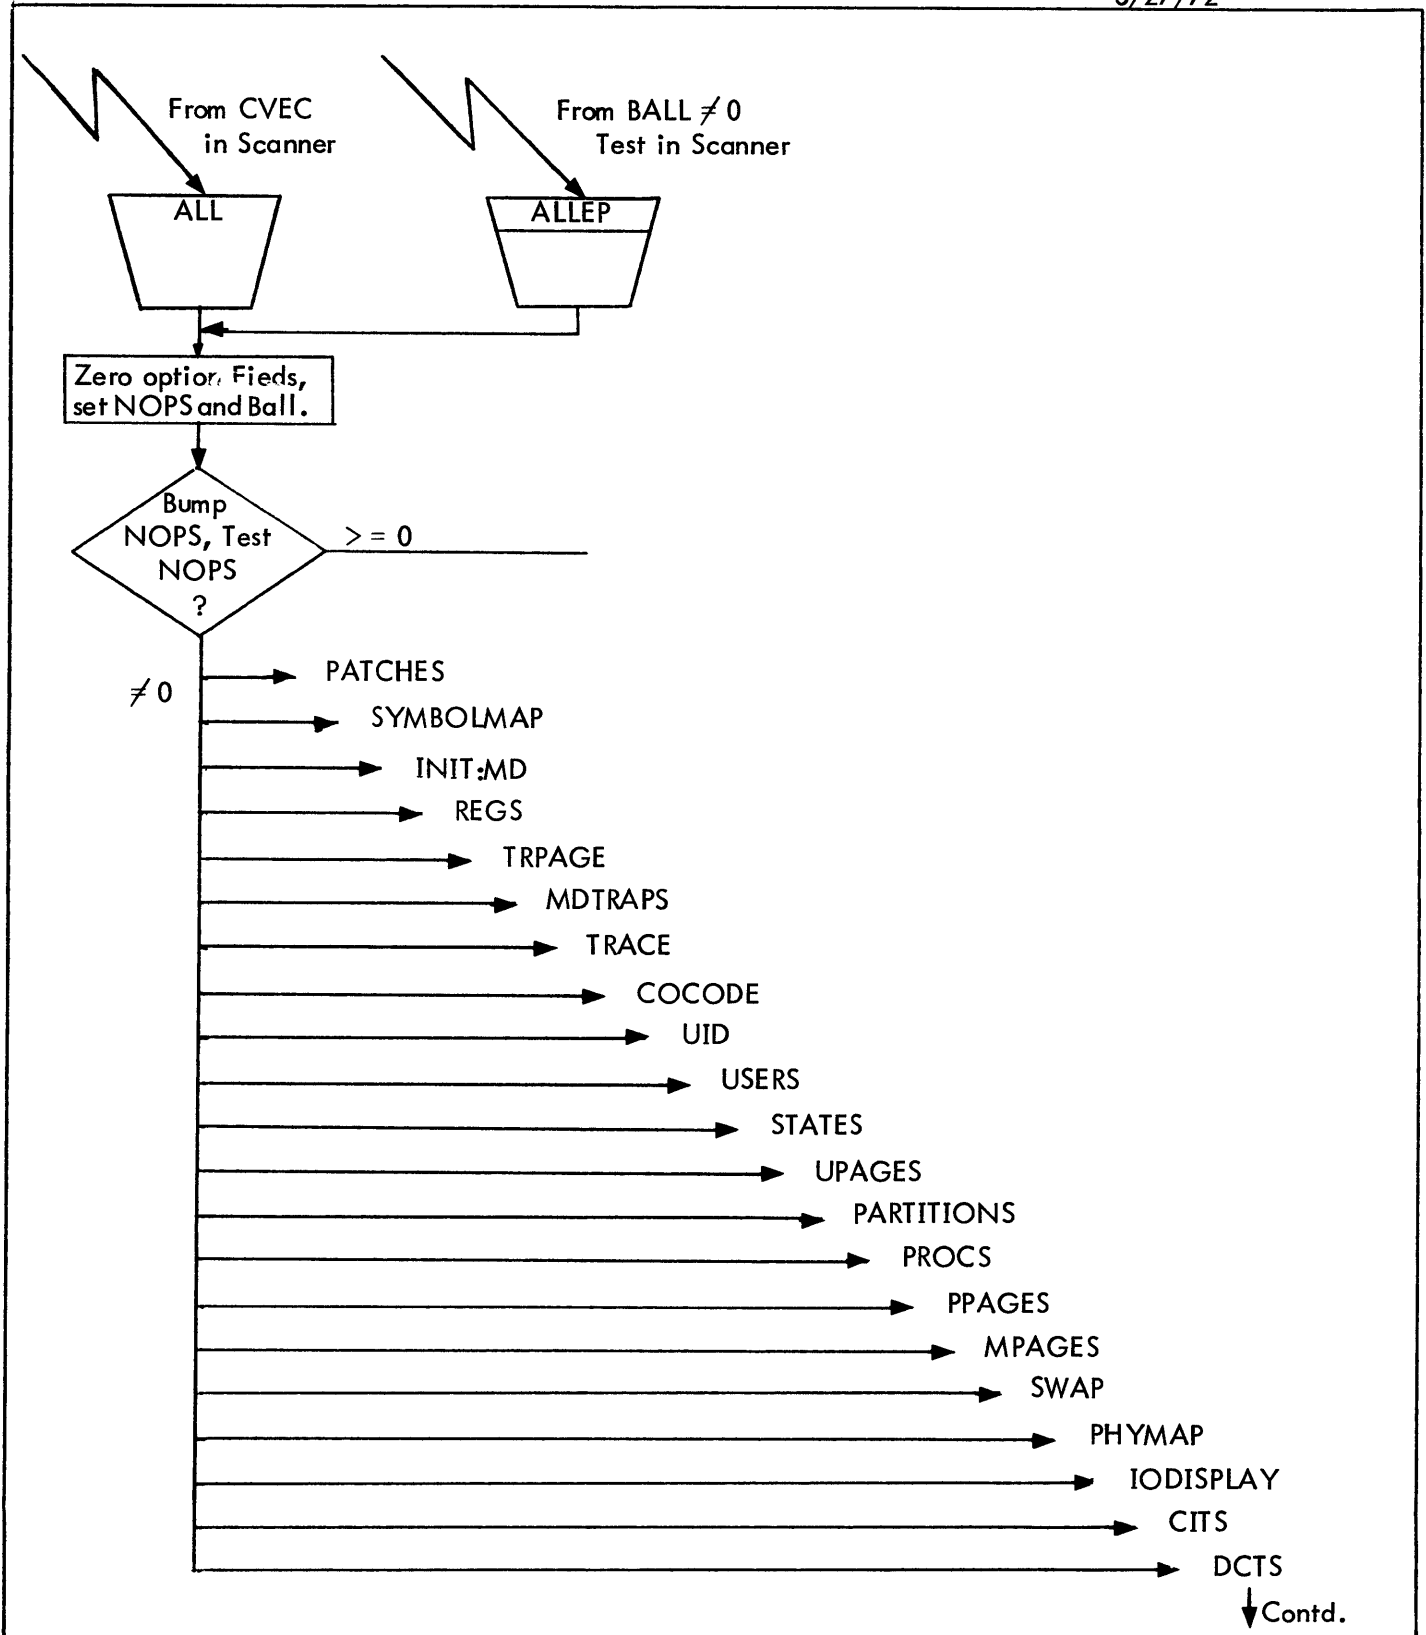 From CVEC
in Scanner
From BALL ≠ 0
Test in Scanner
ALL
ALLEP
Zero option Fieds,
set NOPS and Ball.
Bump
NOPS, Test
NOPS
?
> = 0
≠ 0
PATCHES
SYMBOLMAP
INIT:MD
REGS
TRPAGE
MDTRAPS
TRACE
COCODE
UID
USERS
STATES
UPAGES
PARTITIONS
PROCS
PPAGES
MPAGES
SWAP
PHYMAP
IODISPLAY
CITS
DCTS
Contd.